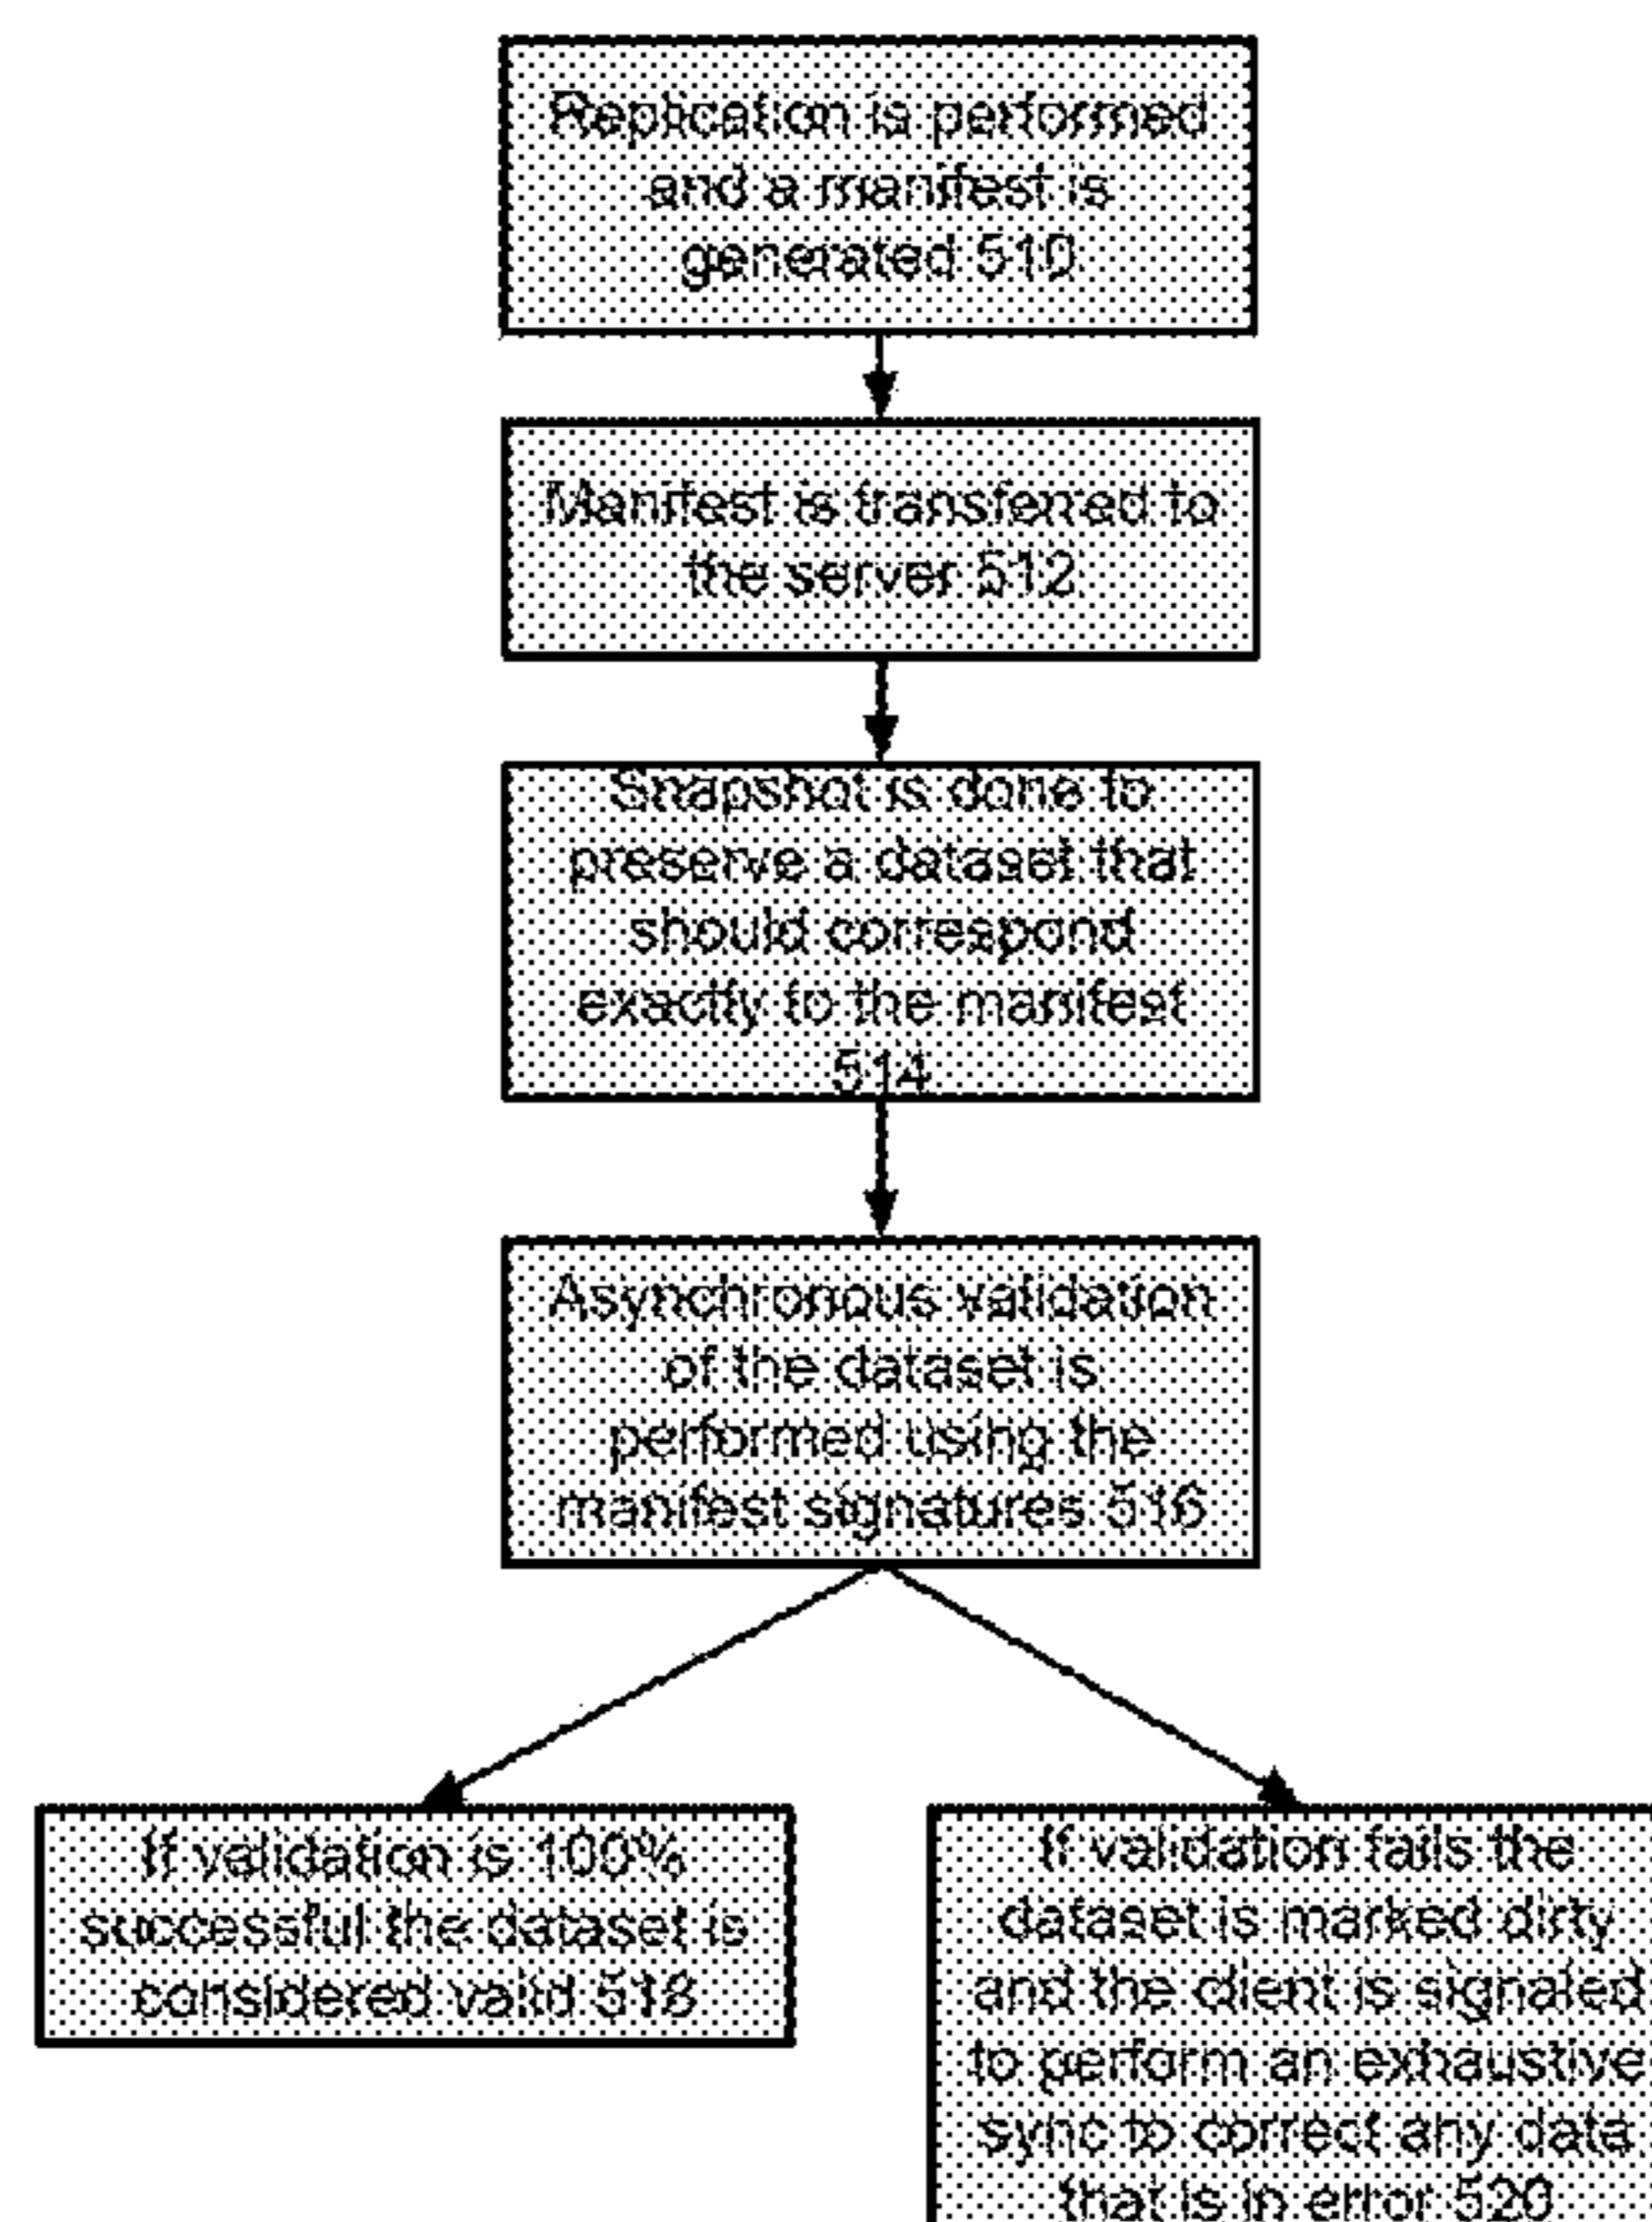 Replication is performed
and a manifest is
generated 510
Manifest is transferred to
the server 512
Snapshot is done to
preserve a dataset that
should correspond
exactly to the manifest
514
Asynchronous validation
of the dataset is
performed using the
manifest signatures 516
If validation is 100%
successful the dataset is
considered valid 518
If validation fails the
dataset is marked dirty
and the client is signaled
to perform an exhaustive
sync to correct any data
that is in error 520